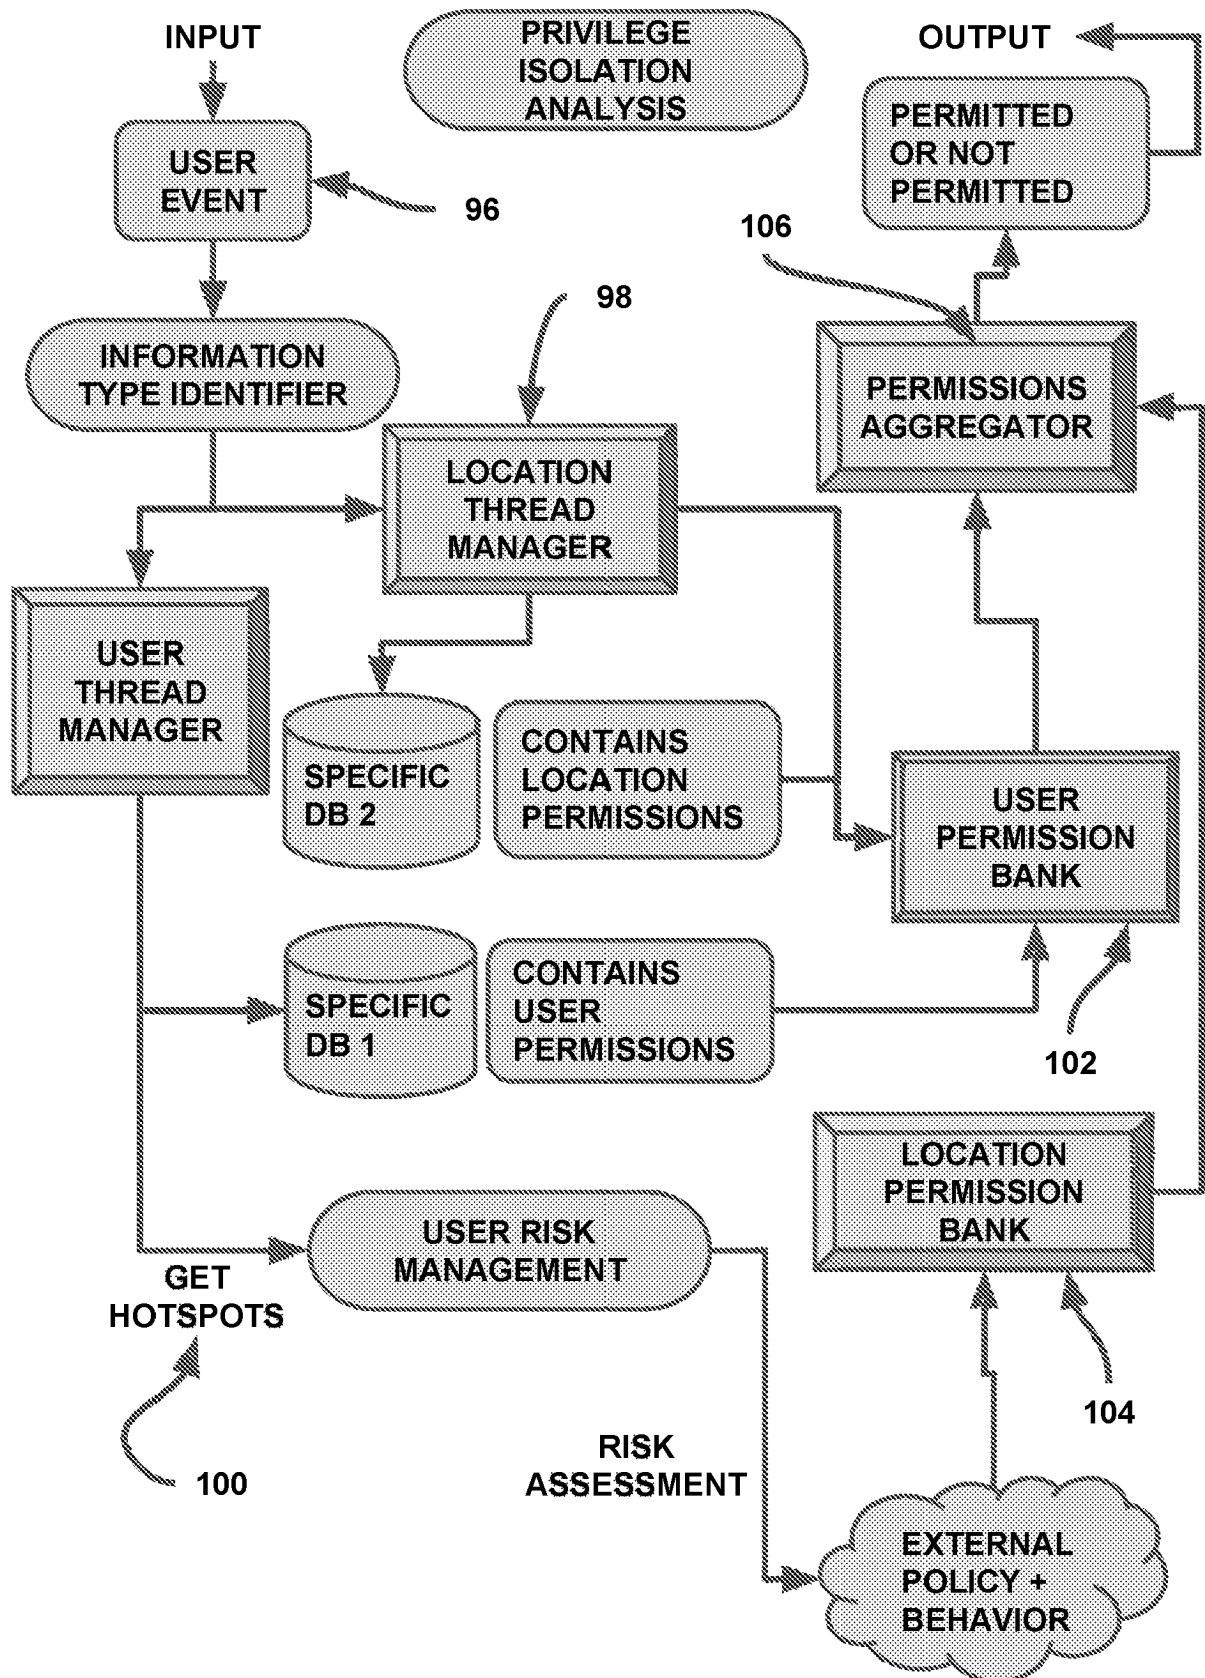 INPUT
PRIVILEGE
ISOLATION
ANALYSIS
OUTPUT
PERMITTED
OR NOT
PERMITTED
USER
EVENT
96
106
98
INFORMATION
TYPE IDENTIFIER
PERMISSIONS
AGGREGATOR
LOCATION
THREAD
MANAGER
USER
THREAD
MANAGER
SPECIFIC
DB 2
CONTAINS
LOCATION
PERMISSIONS
USER
PERMISSION
BANK
SPECIFIC
DB 1
CONTAINS
USER
PERMISSIONS
102
LOCATION
PERMISSION
BANK
USER RISK
MANAGEMENT
GET
HOTSPOTS
104
100
RISK
ASSESSMENT
EXTERNAL
POLICY +
BEHAVIOR